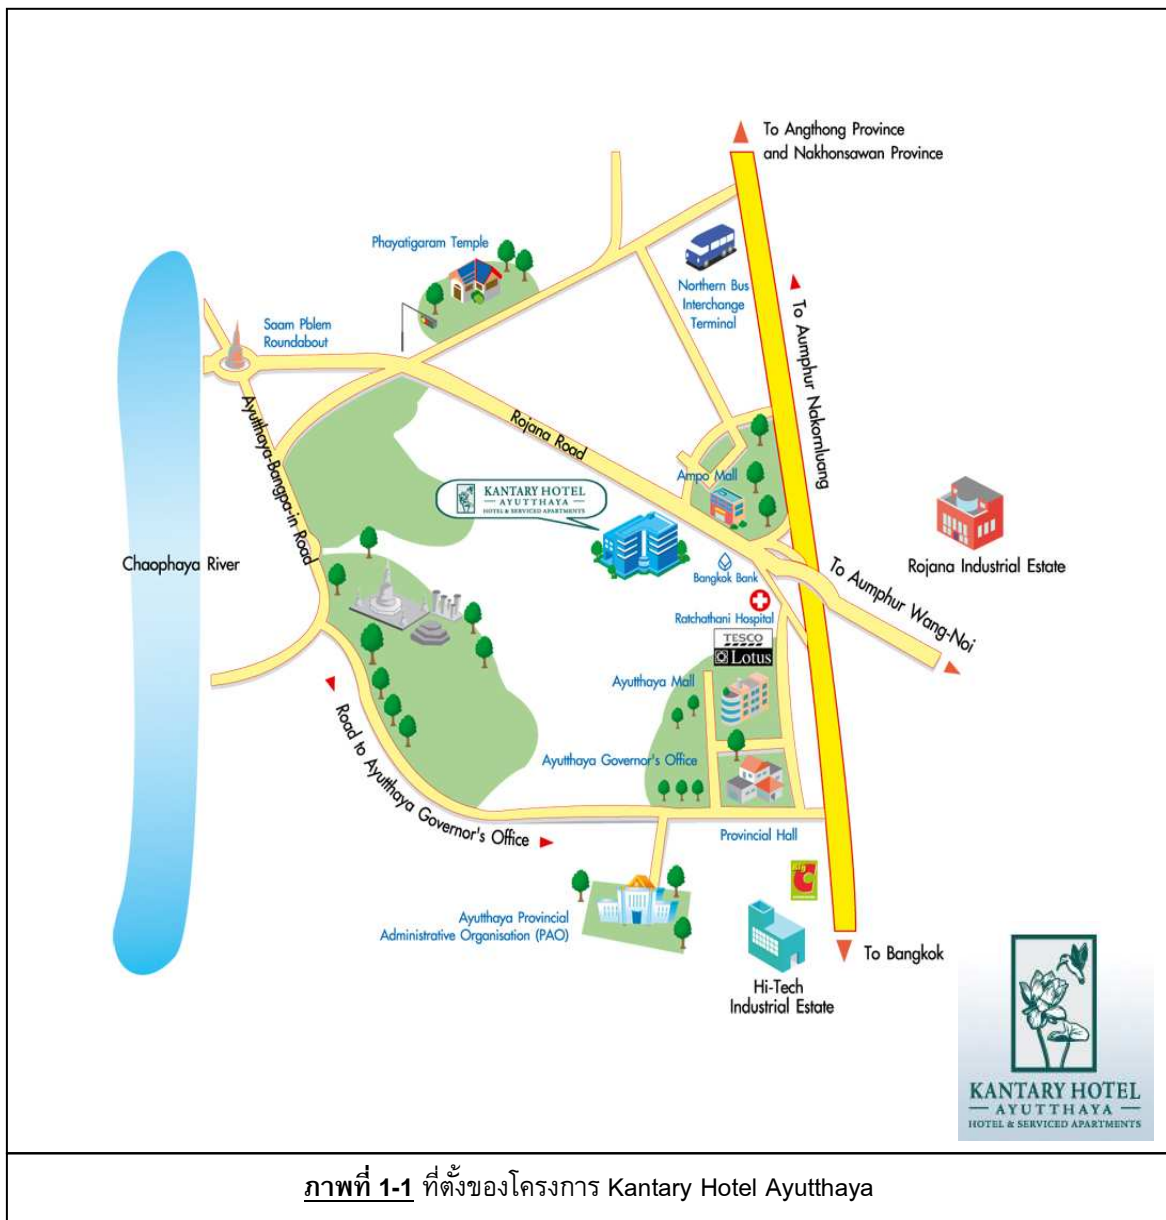 To Angthong Province
and Nakhonsawan Province
Phayatigaram Temple
Northern Bus
Interchange
Terminal
To Aumphur Nakornluang
Saam Pblem
Roundabout
Ayutthaya-Bangpa-in Road
Rojana Road
Ampo Mall
KANTARY HOTEL
AYUTTHAYA
HOTEL & SERVICED APARTMENTS
Chaophaya River
Bangkok Bank
Rojana Industrial Estate
To Aumphur Wang-Noi
Ratchathani Hospital
TESCO
Lotus
Ayutthaya Mall
Road to Ayutthaya Governor's Office
Ayutthaya Governor's Office
Provincial Hall
Ayutthaya Provincial
Administrative Organisation (PAO)
To Bangkok
Hi-Tech
Industrial Estate
KANTARY HOTEL
AYUTTHAYA
HOTEL & SERVICED APARTMENTS
ภาพที่ 1-1 ที่ตั้งของโครงการ Kantary Hotel Ayutthaya